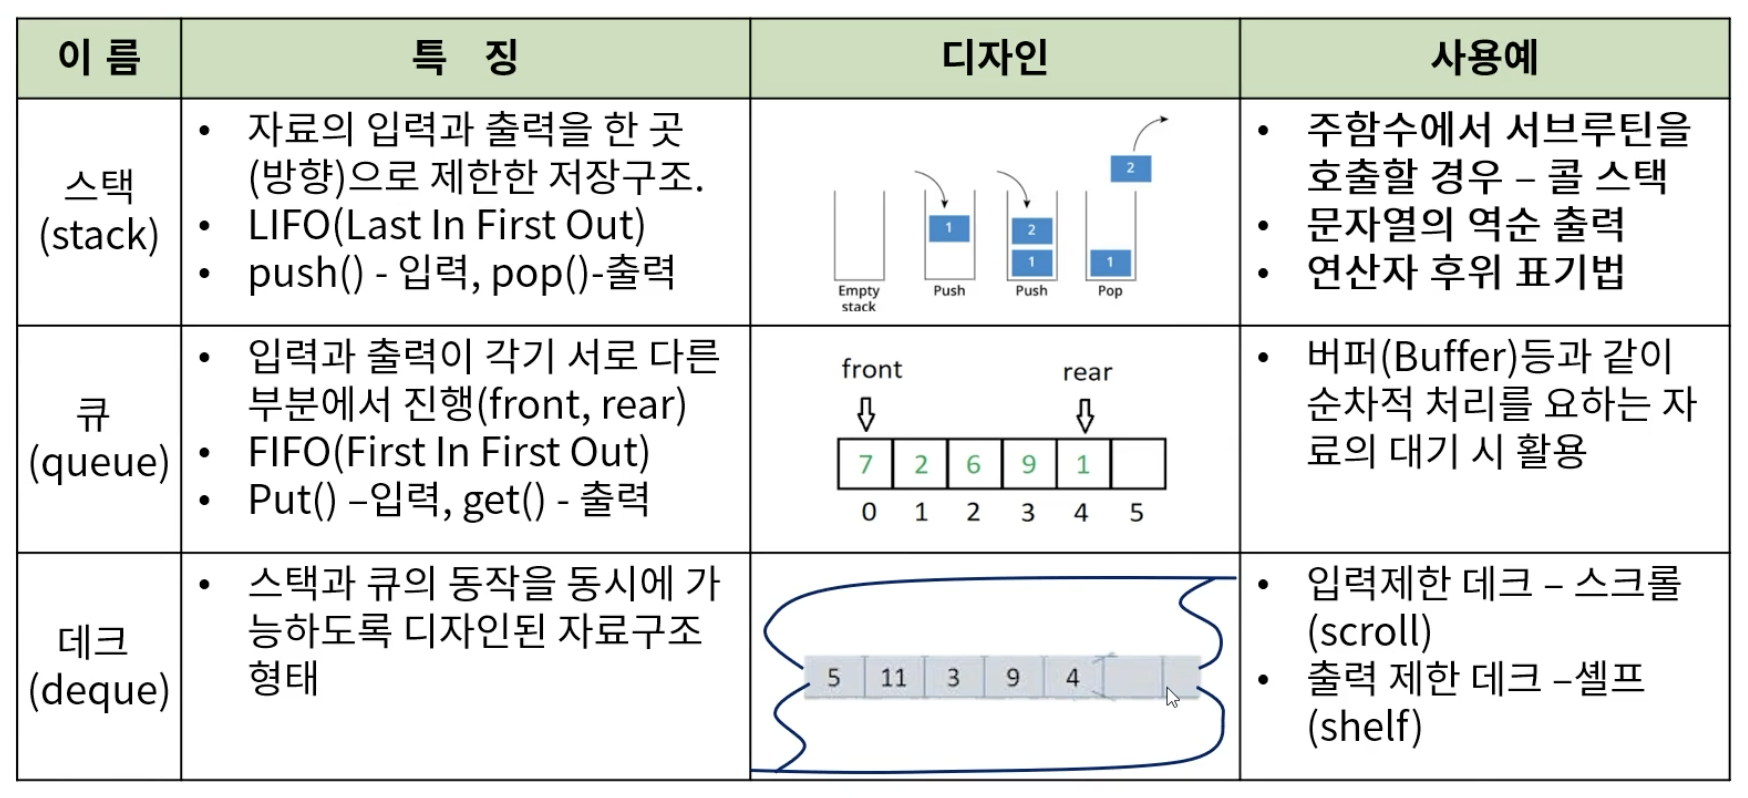 이 름
특 징
디자인
사용예
스택
(stack)
• 자료의 입력과 출력을 한 곳
(방향)으로 제한한 저장구조.
• LIFO(Last In First Out)
• push() - 입력, pop()-출력
2
1
2
1
1
Empty
stack
Push
Push
Pop
• 주함수에서 서브루틴을
호출할 경우 – 콜 스택
• 문자열의 역순 출력
• 연산자 후위 표기법
큐
(queue)
• 입력과 출력이 각기 서로 다른
부분에서 진행(front, rear)
• FIFO(First In First Out)
• Put() –입력, get() - 출력
front
rear
7 2 6 9 1
0 1 2 3 4 5
• 버퍼(Buffer)등과 같이
순차적 처리를 요하는 자
료의 대기 시 활용
데크
(deque)
• 스택과 큐의 동작을 동시에 가
능하도록 디자인된 자료구조
형태
5 11 3 9 4
• 입력제한 데크 – 스크롤
(scroll)
• 출력 제한 데크 –셸프
(shelf)